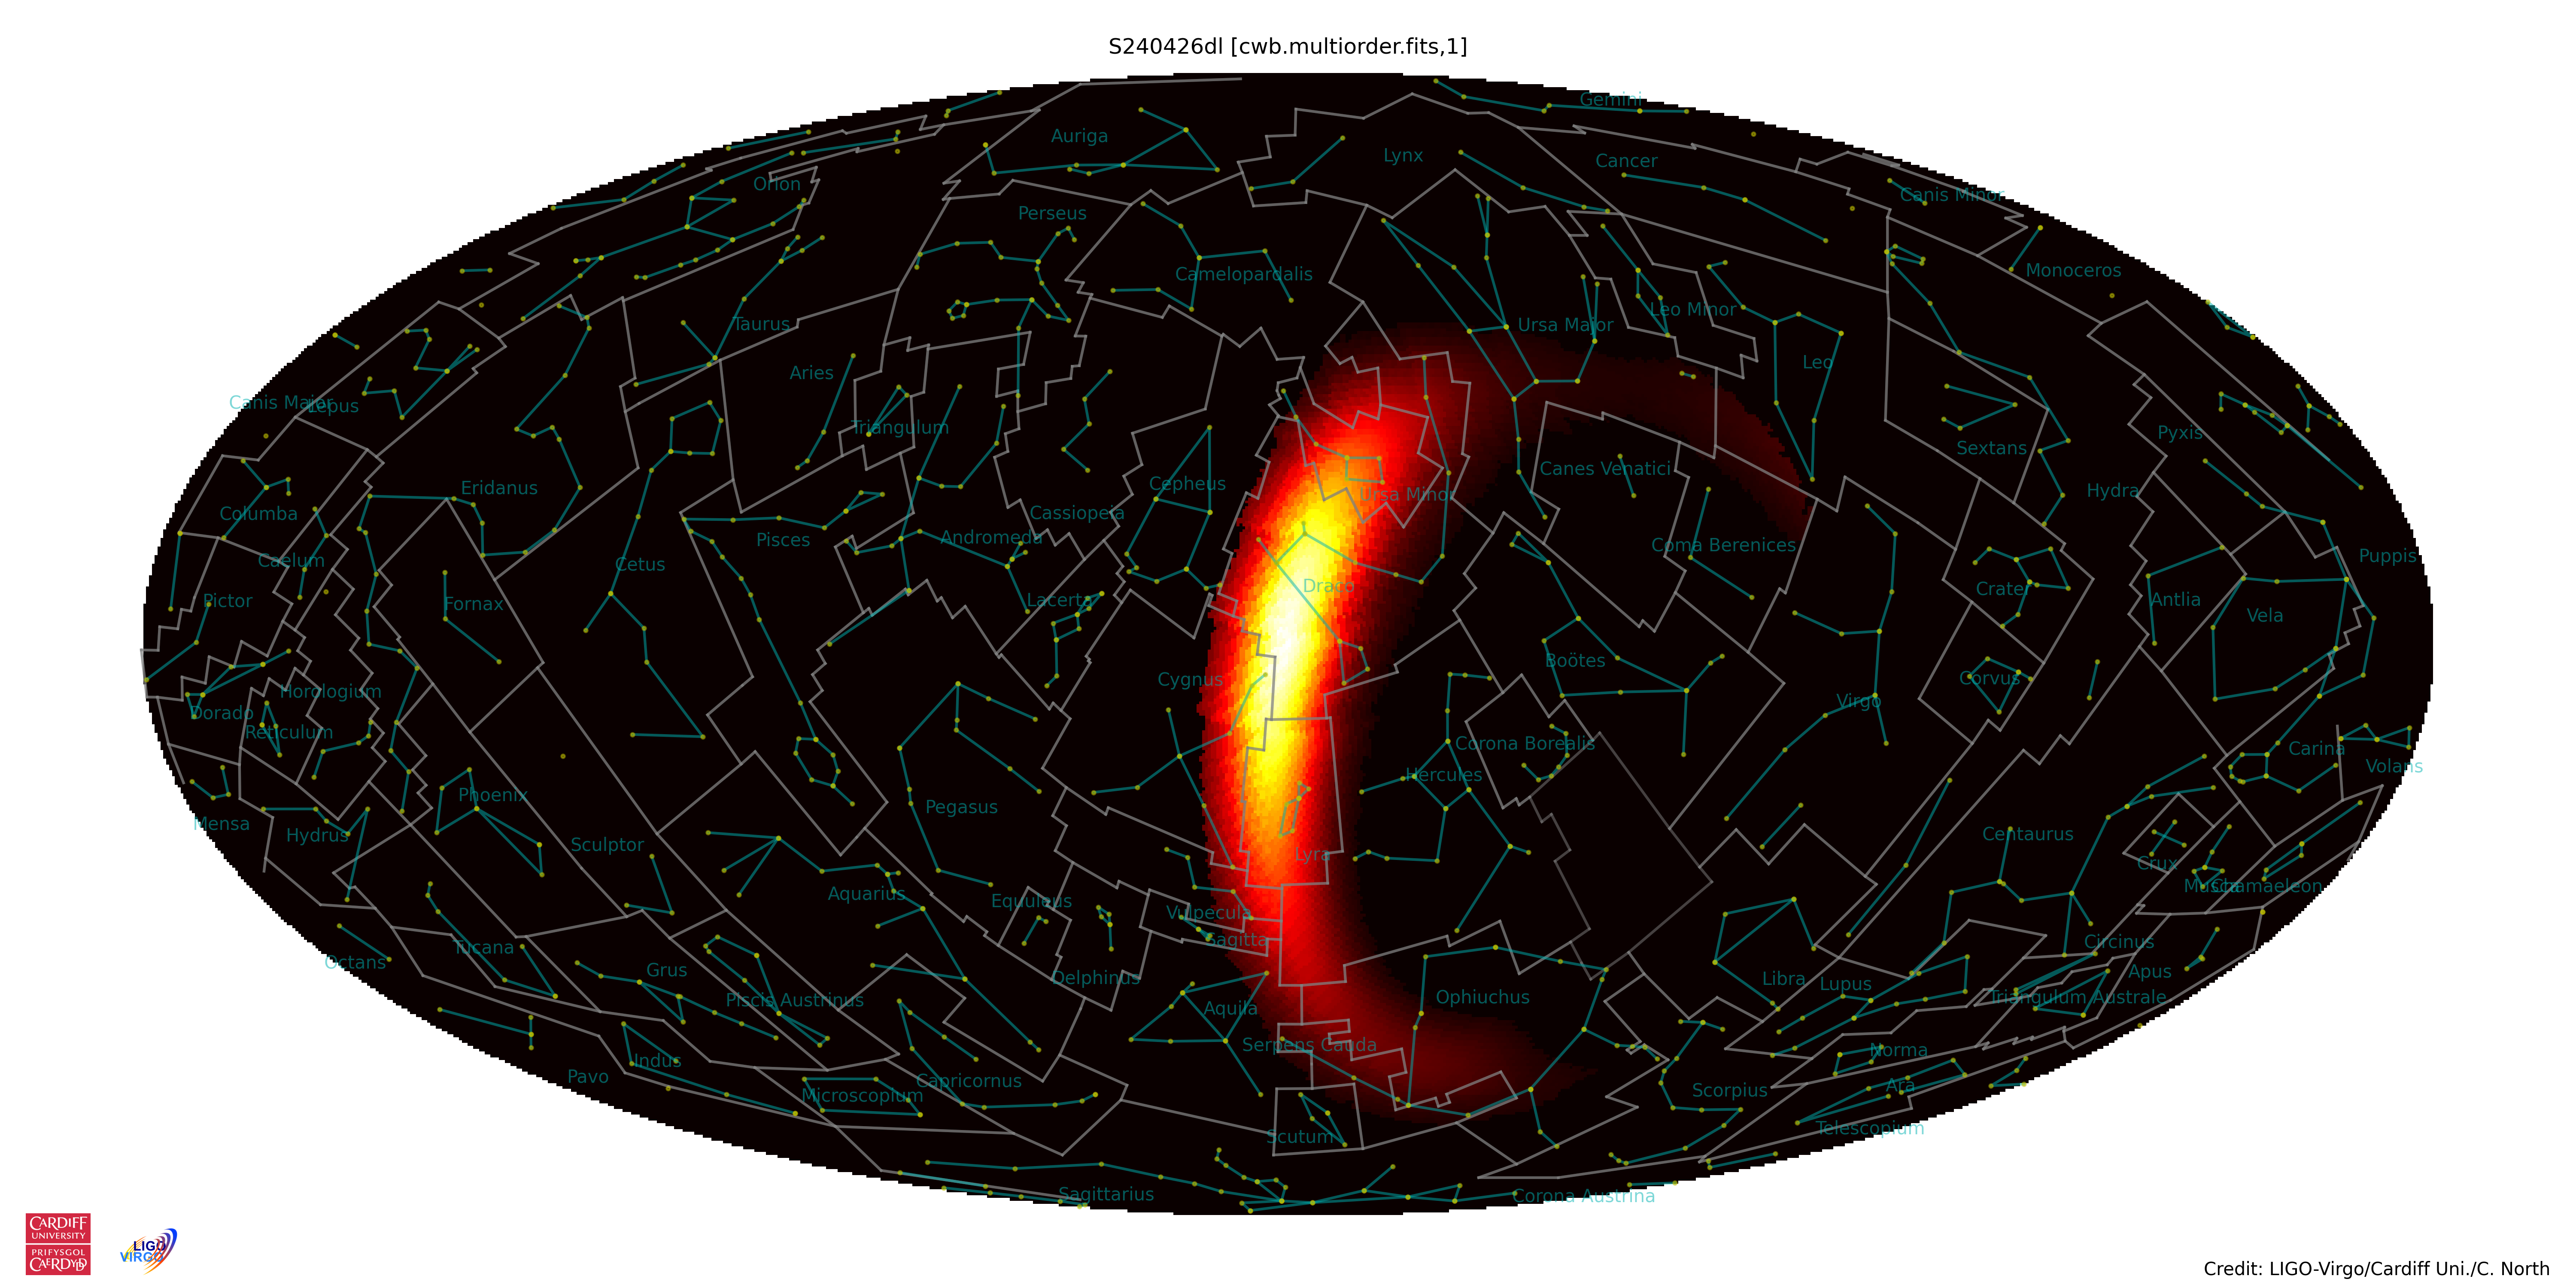 S240426dl [cwb.multiorder.fits,1]
Gemini
Auriga
Lynx
Cancer
Orion
Canis Minor
Perseus
Camelopardalis
Monoceros
Taurus
Ursa Major
Leo Minor
Aries
Leo
Canis Major
Lepus
Triangulum
Pyxis
Sextans
Canes Venatici
Cepheus
Eridanus
Ursa Minor
Hydra
Columba
Cassiopeia
Pisces
Andromeda
Coma Berenices
Puppis
Caelum
Cetus
Draco
Crater
Pictor
Fornax
Lacerta
Antlia
Vela
Boötes
Cygnus
Corvus
Horologium
Virgo
Dorado
Reticulum
Corona Borealis
Carina
Volans
Hercules
Phoenix
Pegasus
Mensa
Hydrus
Centaurus
Sculptor
Lyra
Crux
Musca
Chamaeleon
Aquarius
Equuleus
Vulpecula
Sagitta
Circinus
Tucana
Octans
Grus
Delphinus
Libra
Lupus
Apus
Piscis Austrinus
Ophiuchus
Triangulum Australe
Aquila
Serpens Cauda
Norma
Indus
Pavo
Capricornus
Microscopium
Scorpius
Ara
Scutum
Telescopium
Sagittarius
Corona Austrina
CARDIFF
UNIVERSITY
PRIFYSGOL
CAERDYDD
LIGO
VIRGO
Credit: LIGO-Virgo/Cardiff Uni./C. North